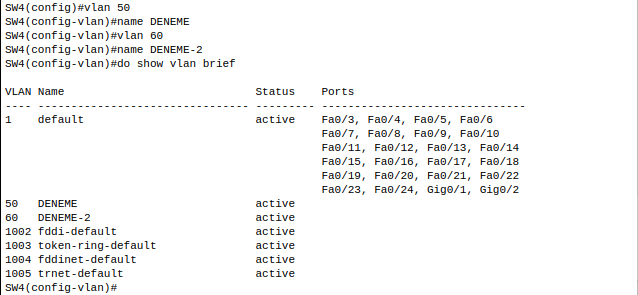 SW4(config)#vlan 50
SW4(config-vlan)#name DENEME
SW4(config-vlan)#vlan 60
SW4(config-vlan)#name DENEME-2
SW4(config-vlan)#do show vlan brief

VLAN Name                             Status    Ports
---- -------------------------------- --------- -------------------------------
1    default                          active    Fa0/3, Fa0/4, Fa0/5, Fa0/6
                                                Fa0/7, Fa0/8, Fa0/9, Fa0/10
                                                Fa0/11, Fa0/12, Fa0/13, Fa0/14
                                                Fa0/15, Fa0/16, Fa0/17, Fa0/18
                                                Fa0/19, Fa0/20, Fa0/21, Fa0/22
                                                Fa0/23, Fa0/24, Gig0/1, Gig0/2
50   DENEME                           active
60   DENEME-2                         active
1002 fddi-default                     active
1003 token-ring-default               active
1004 fddinet-default                  active
1005 trnet-default                    active
SW4(config-vlan)#